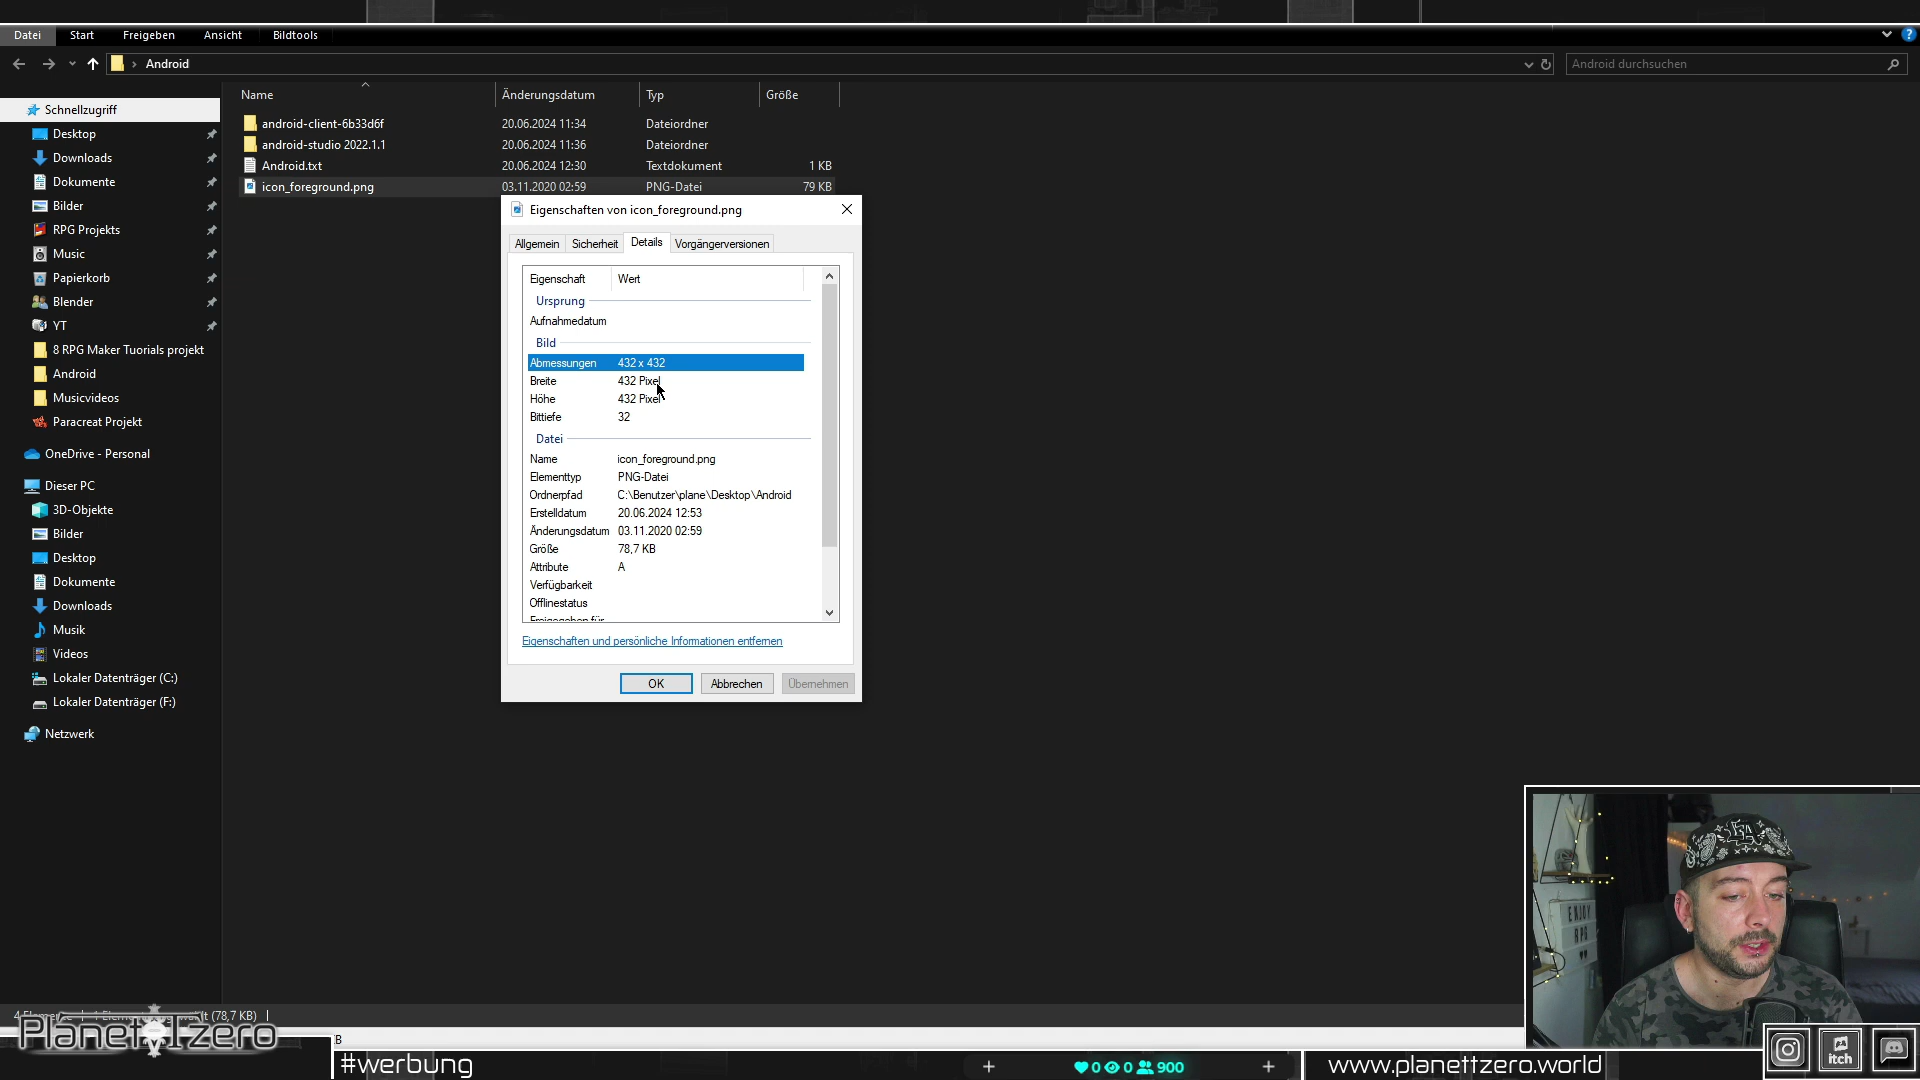 Datei Start Freigeben Ansicht Bildtools
Android
Android durchsuchen
Name Änderungsdatum Typ Größe
android-client-6b33d6f 20.06.2024 11:34 Dateiordner
android-studio 2022.1.1 20.06.2024 11:36 Dateiordner
Android.txt 20.06.2024 12:30 Textdokument 1 KB
icon_foreground.png 03.11.2020 02:59 PNG-Datei 79 KB
Schnellzugriff
Desktop
Downloads
Dokumente
Bilder
RPG Projekts
Music
Papierkorb
Blender
YT
8 RPG Maker Tuorials projekt
Android
Musicvideos
Paracreat Projekt
OneDrive - Personal
Dieser PC
3D-Objekte
Bilder
Desktop
Dokumente
Downloads
Musik
Videos
Lokaler Datenträger (C:)
Lokaler Datenträger (F:)
Netzwerk
Eigenschaften von icon_foreground.png
Allgemein Sicherheit Details Vorgängerversionen
Eigenschaft Wert
Ursprung
Aufnahmedatum
Bild
Abmessungen 432 x 432
Breite 432 Pixel
Höhe 432 Pixel
Bittiefe 32
Datei
Name icon_foreground.png
Elementtyp PNG-Datei
Ordnerpfad C:\Benutzer\plane\Desktop\Android
Erstelldatum 20.06.2024 12:53
Änderungsdatum 03.11.2020 02:59
Größe 78,7 KB
Attribute A
Verfügbarkeit
Offlinestatus
Freigegeben für
Eigenschaften und persönliche Informationen entfernen
OK Abbrechen Übernehmen
ENJOY
RPG
(78,7 KB)
PlanetTzero
#werbung
+ 0 0 900 +
www.planettzero.world
itch